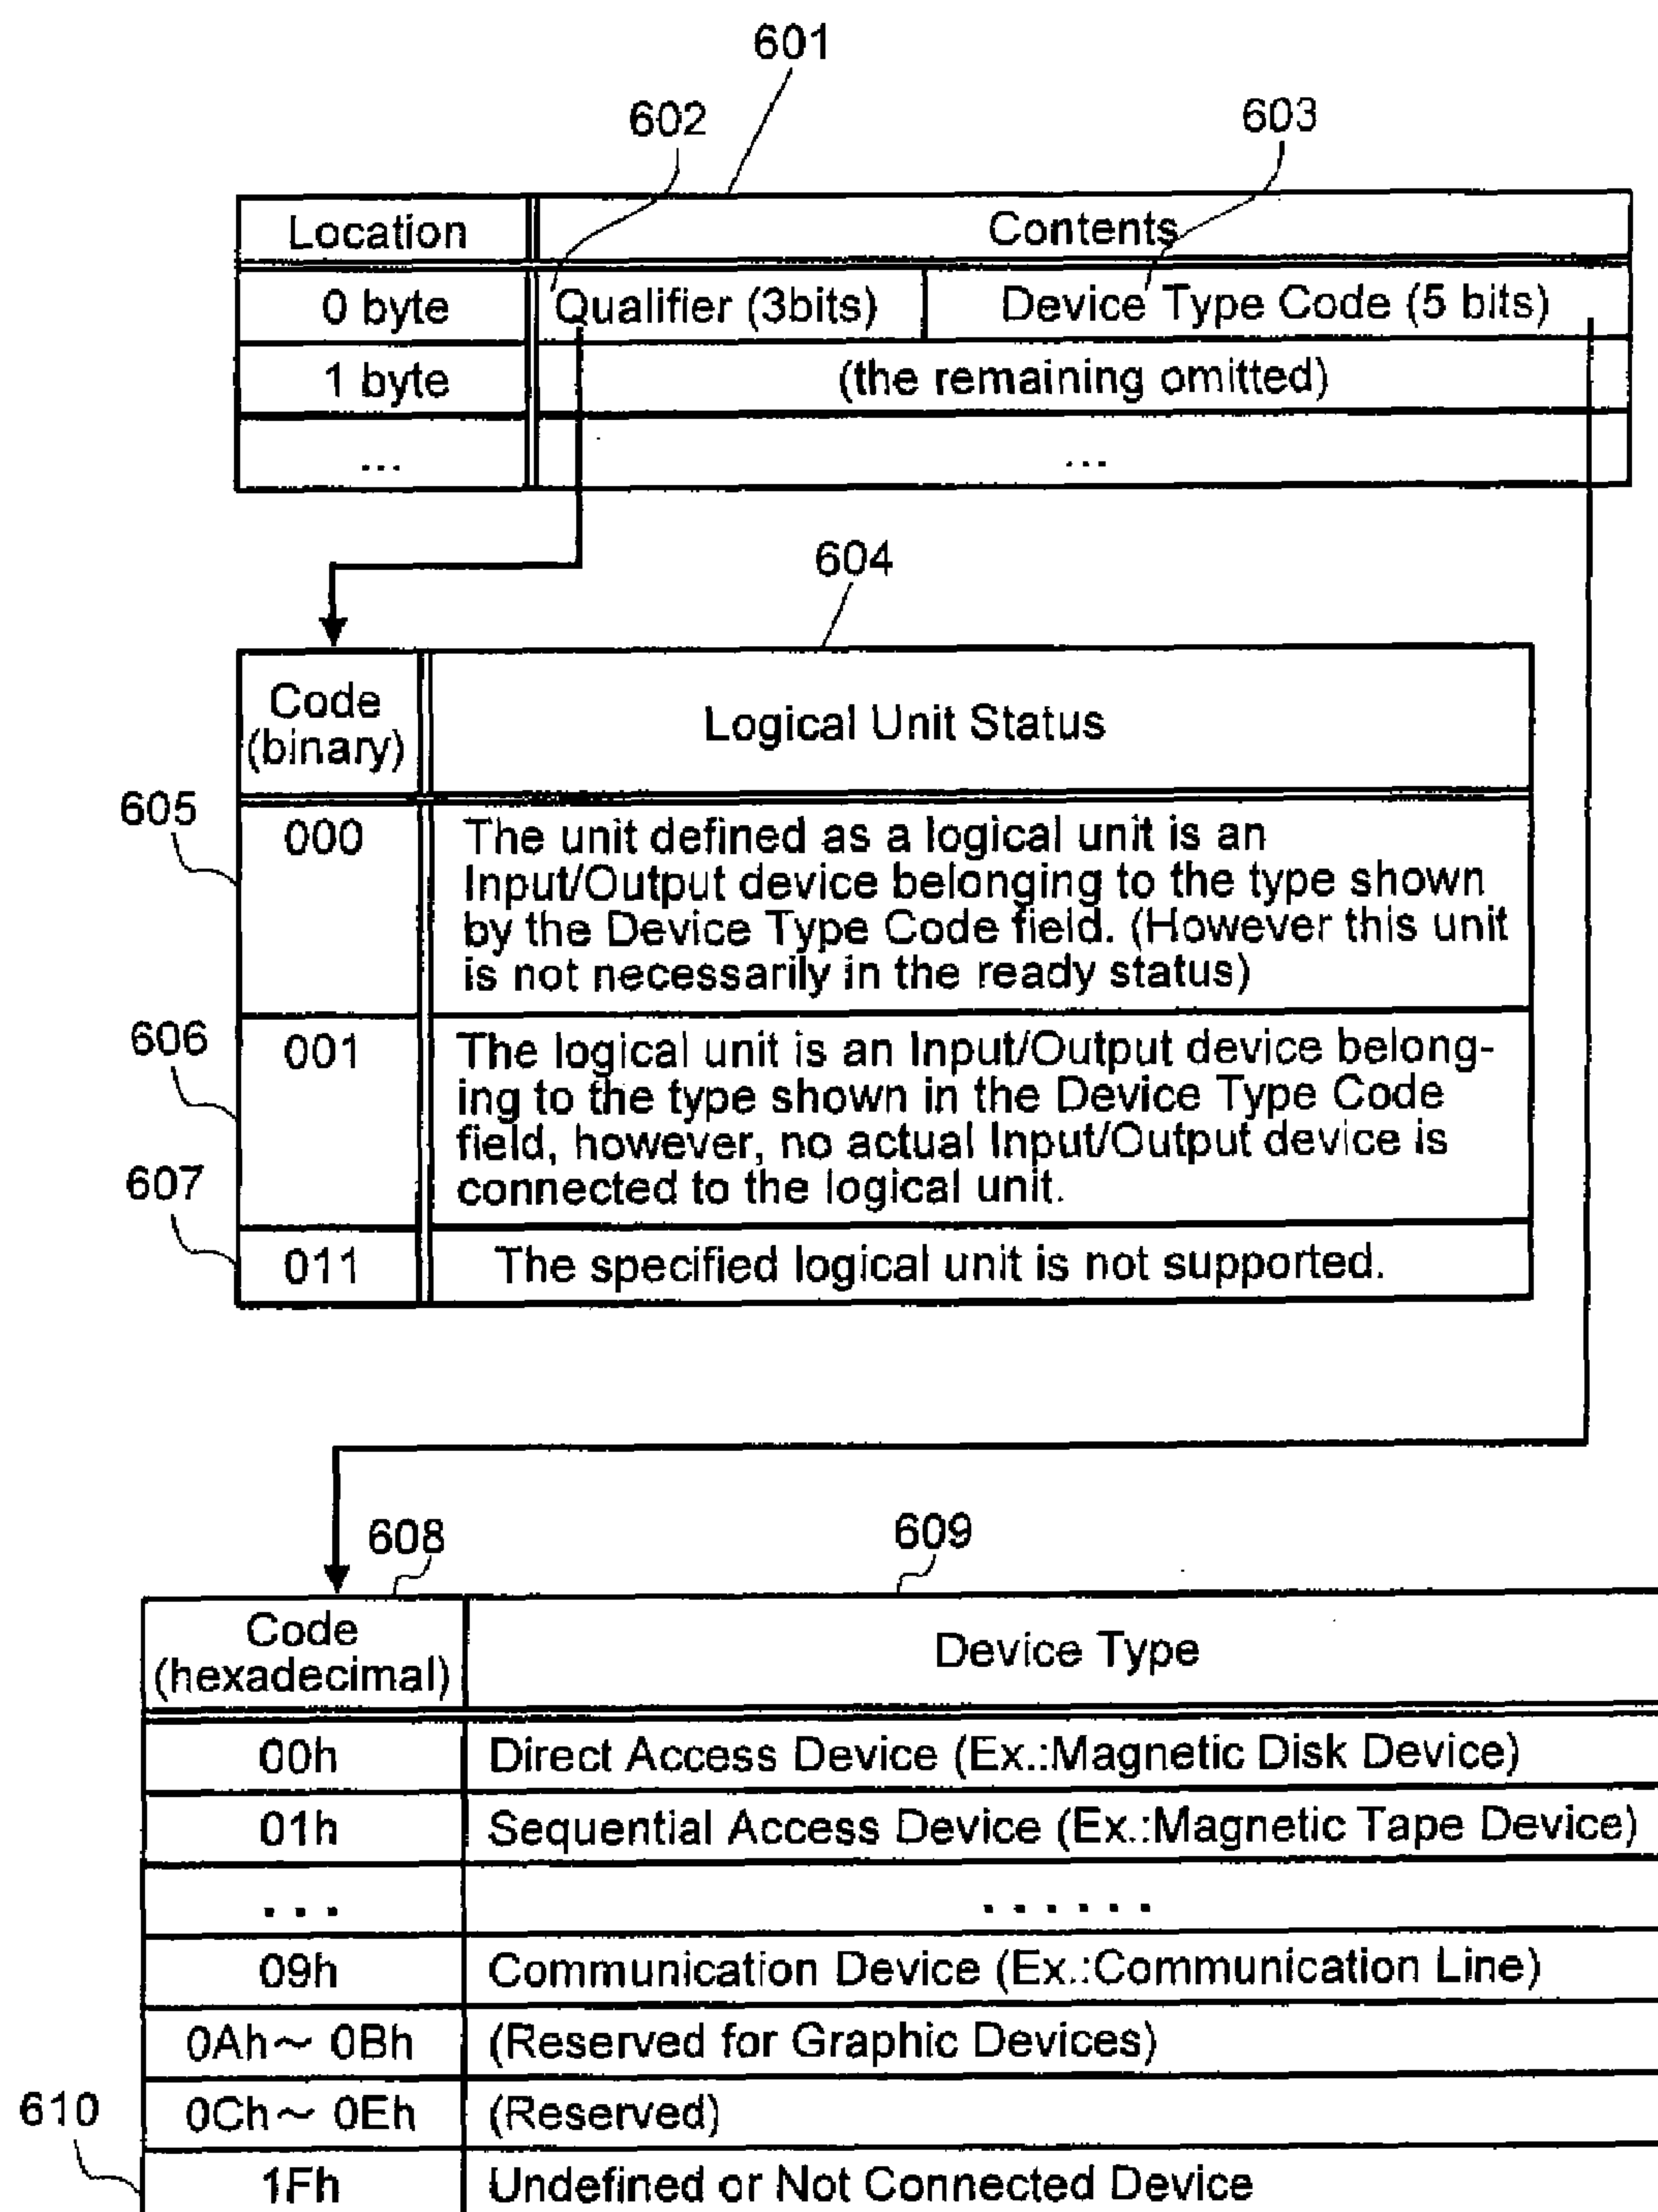 601
602
603
Location Contents
0 byte Qualifier (3bits) Device Type Code (5 bits)
1 byte (the remaining omitted)
... ...
604
Code
(binary)
Logical Unit Status
605
000
The unit defined as a logical unit is an
Input/Output device belonging to the type shown
by the Device Type Code field. (However this unit
is not necessarily in the ready status)
606
001
The logical unit is an Input/Output device belong-
ing to the type shown in the Device Type Code
field, however, no actual Input/Output device is
connected to the logical unit.
607
011 The specified logical unit is not supported.
608
609
Code
(hexadecimal)
Device Type
00h Direct Access Device (Ex.:Magnetic Disk Device)
01h Sequential Access Device (Ex.:Magnetic Tape Device)
... ......
09h Communication Device (Ex.:Communication Line)
0Ah~ 0Bh (Reserved for Graphic Devices)
0Ch~ 0Eh (Reserved)
610
1Fh Undefined or Not Connected Device